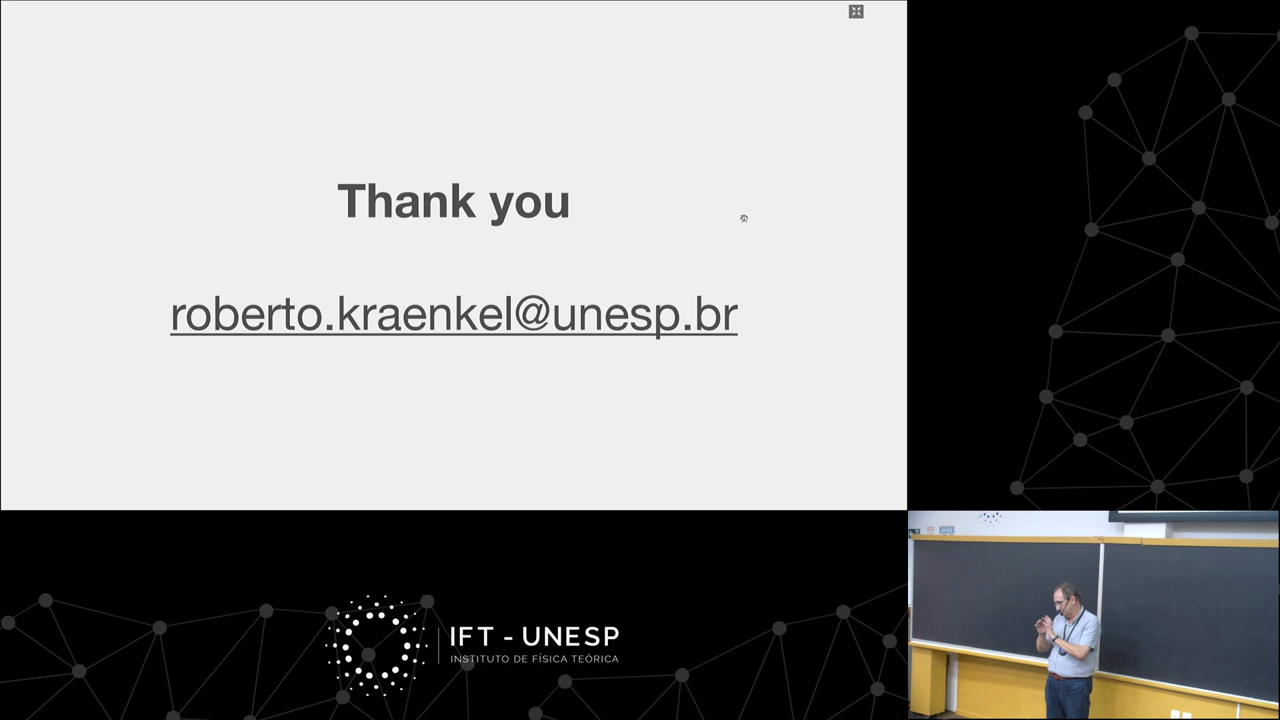 Thank you
roberto.kraenkel@unesp.br
IFT - UNESP
INSTITUTO DE FÍSICA TEÓRICA